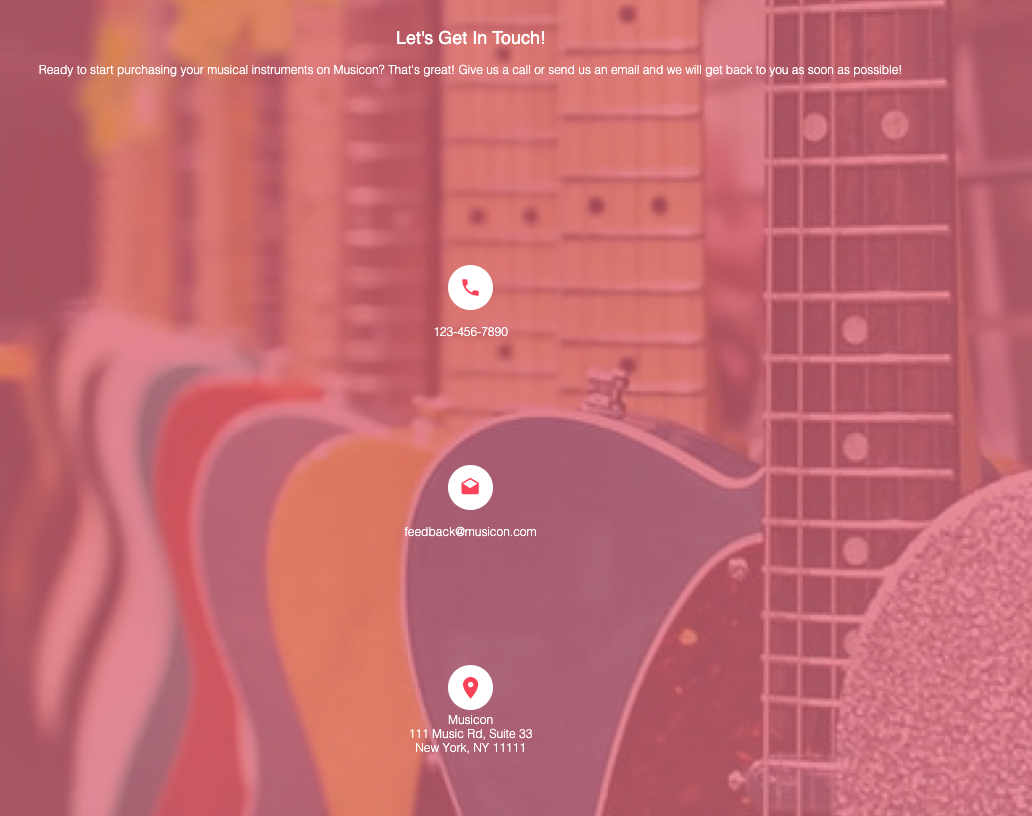 Let's Get In Touch!
Ready to start purchasing your musical instruments on Musicon? That's great! Give us a call or send us an email and we will get back to you as soon as possible!
123-456-7890
feedback@musicon.com
Musicon
111 Music Rd, Suite 33
New York, NY 11111